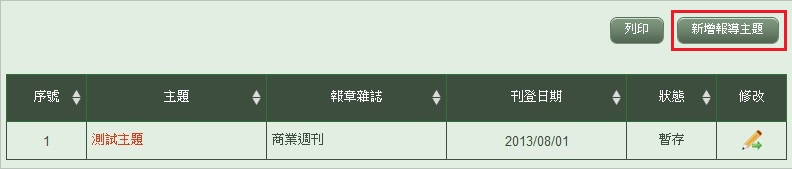 列印 新增報導主題
序號 主題 報章雜誌 刊登日期 狀態 修改
1 測試主題 商業週刊 2013/08/01 暫存